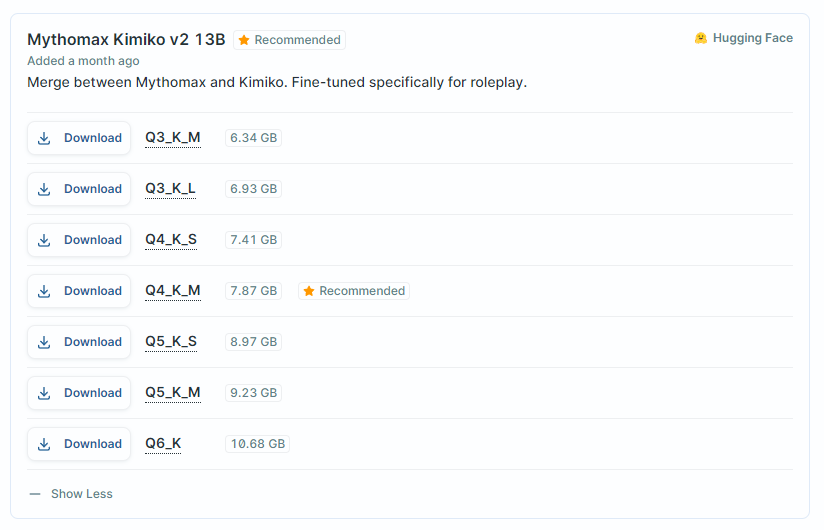 Mythomax Kimiko v2 13B Recommended Hugging Face
Added a month ago
Merge between Mythomax and Kimiko. Fine-tuned specifically for roleplay.
Download Q3_K_M 6.34 GB
Download Q3_K_L 6.93 GB
Download Q4_K_S 7.41 GB
Download Q4_K_M 7.87 GB Recommended
Download Q5_K_S 8.97 GB
Download Q5_K_M 9.23 GB
Download Q6_K 10.68 GB
Show Less